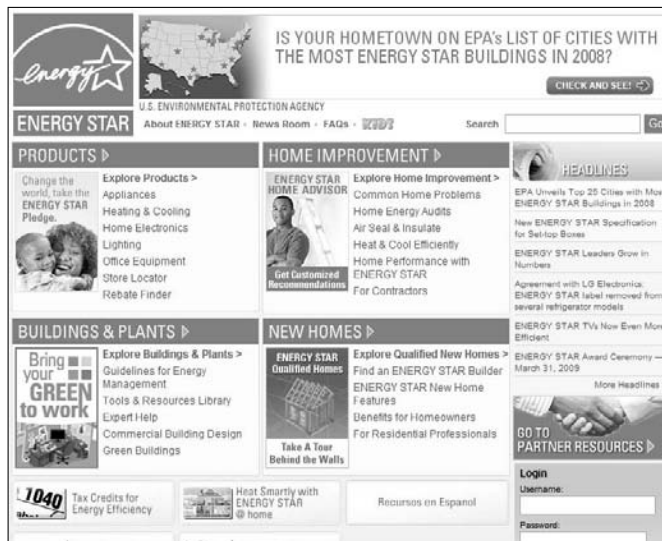 IS YOUR HOMETOWN ON EPA's LIST OF CITIES WITH
THE MOST ENERGY STAR BUILDINGS IN 2008?
CHECK AND SEE!
energy
ENERGY STAR
U.S. ENVIRONMENTAL PROTECTION AGENCY
About ENERGY STAR · News Room · FAQs · KIDS
Search
Go
PRODUCTS
Change the
world, take the
ENERGY STAR
Pledge.
Explore Products >
Appliances
Heating & Cooling
Home Electronics
Lighting
Office Equipment
Store Locator
Rebate Finder
HOME IMPROVEMENT
ENERGY STAR
HOME ADVISOR
Get Customized
Recommendations
Explore Home Improvement >
Common Home Problems
Home Energy Audits
Air Seal & Insulate
Heat & Cool Efficiently
Home Performance with
ENERGY STAR
For Contractors
BUILDINGS & PLANTS
Bring
your
GREEN
to work
Explore Buildings & Plants >
Guidelines for Energy
Management
Tools & Resources Library
Expert Help
Commercial Building Design
Green Buildings
NEW HOMES
ENERGY STAR
Qualified Homes
Take A Tour
Behind the Walls
Explore Qualified New Homes >
Find an ENERGY STAR Builder
ENERGY STAR New Home
Features
Benefits for Homeowners
For Residential Professionals
HEADLINES
EPA Unveils Top 25 Cities with Mos
ENERGY STAR Buildings in 2008
New ENERGY STAR Specification
for Set-top Boxes
ENERGY STAR Leaders Grow in
Numbers
Agreement with LG Electronics:
ENERGY STAR label removed from
several refrigerator models
ENERGY STAR TVs Now Even Mor
Efficient
ENERGY STAR Award Ceremony —
March 31, 2009
More Headlines
GO TO
PARTNER RESOURCES
Login
Username:
Password:
1040
Tax Credits for
Energy Efficiency
Heat Smartly with
ENERGY STAR
@ home
Recursos en Espanol